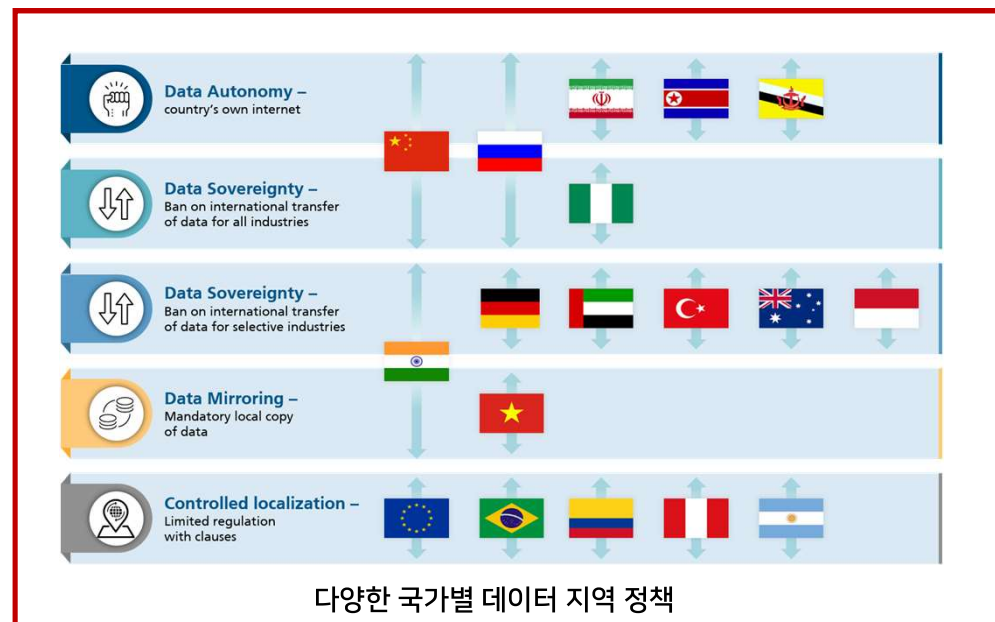 Data Autonomy –
country's own internet
Data Sovereignty –
Ban on international transfer
of data for all industries
Data Sovereignty –
Ban on international transfer
of data for selective industries
Data Mirroring –
Mandatory local copy
of data
Controlled localization –
Limited regulation
with clauses
다양한 국가별 데이터 지역 정책